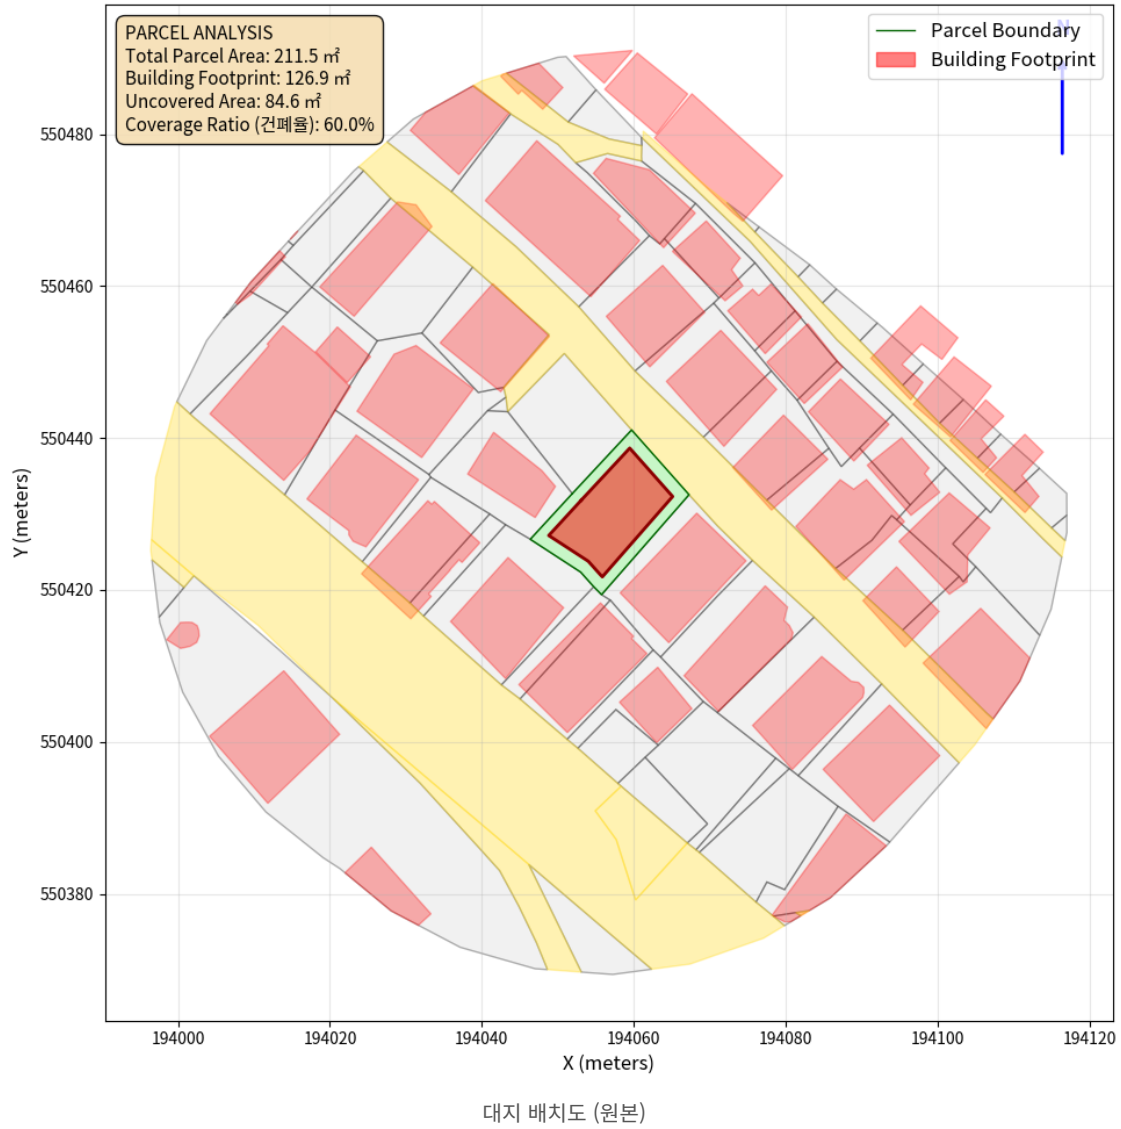 PARCEL ANALYSIS
Total Parcel Area: 211.5 ㎡
Building Footprint: 126.9 ㎡
Uncovered Area: 84.6 ㎡
Coverage Ratio (건폐율): 60.0%
N
Parcel Boundary
Building Footprint
Y (meters)
550480
550460
550440
550420
550400
550380
194000
194020
194040
194060
194080
194100
194120
X (meters)
대지 배치도 (원본)